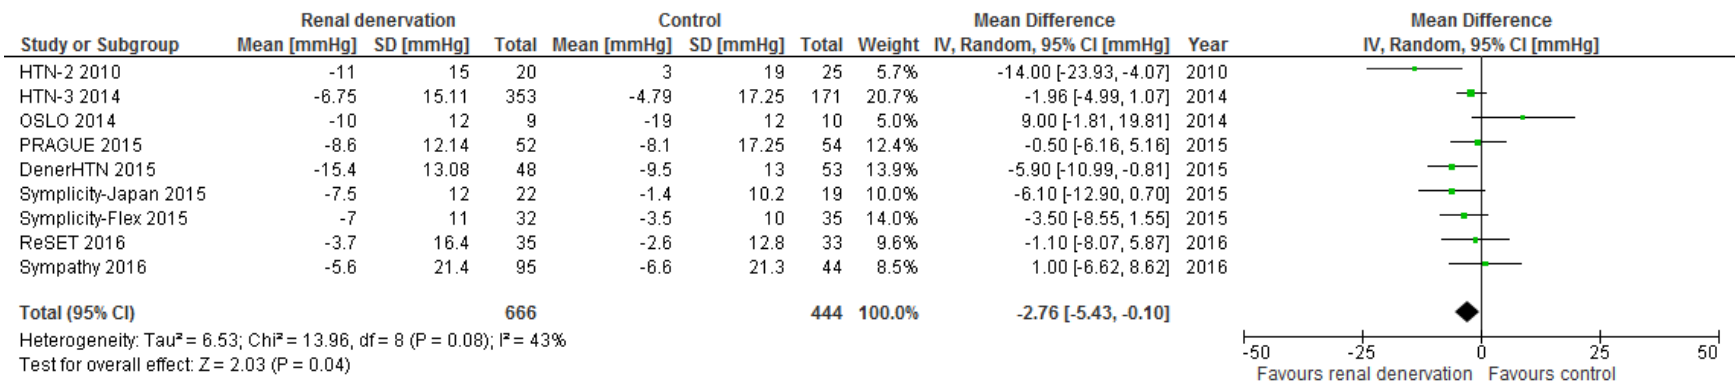 Renal denervation Control Mean Difference Mean Difference
Study or Subgroup Mean [mmHg] SD [mmHg] Total Mean [mmHg] SD [mmHg] Total Weight IV, Random, 95% CI [mmHg] Year IV, Random, 95% CI [mmHg]
HTN-2 2010 -11 15 20 3 19 25 5.7% -14.00 [-23.93, -4.07] 2010
HTN-3 2014 -6.75 15.11 353 -4.79 17.25 171 20.7% -1.96 [-4.99, 1.07] 2014
OSLO 2014 -10 12 9 -19 12 10 5.0% 9.00 [-1.81, 19.81] 2014
PRAGUE 2015 -8.6 12.14 52 -8.1 17.25 54 12.4% -0.50 [-6.16, 5.16] 2015
DenerHTN 2015 -15.4 13.08 48 -9.5 13 53 13.9% -5.90 [-10.99, -0.81] 2015
Symplicity-Japan 2015 -7.5 12 22 -1.4 10.2 19 10.0% -6.10 [-12.90, 0.70] 2015
Symplicity-Flex 2015 -7 11 32 -3.5 10 35 14.0% -3.50 [-8.55, 1.55] 2015
ReSET 2016 -3.7 16.4 35 -2.6 12.8 33 9.6% -1.10 [-8.07, 5.87] 2016
Sympathy 2016 -5.6 21.4 95 -6.6 21.3 44 8.5% 1.00 [-6.62, 8.62] 2016
Total (95% CI) 666 444 100.0% -2.76 [-5.43, -0.10]
Heterogeneity: Tau² = 6.53; Chi² = 13.96, df = 8 (P = 0.08); I² = 43%
Test for overall effect: Z = 2.03 (P = 0.04)
-50 -25 0 25 50
Favours renal denervation Favours control